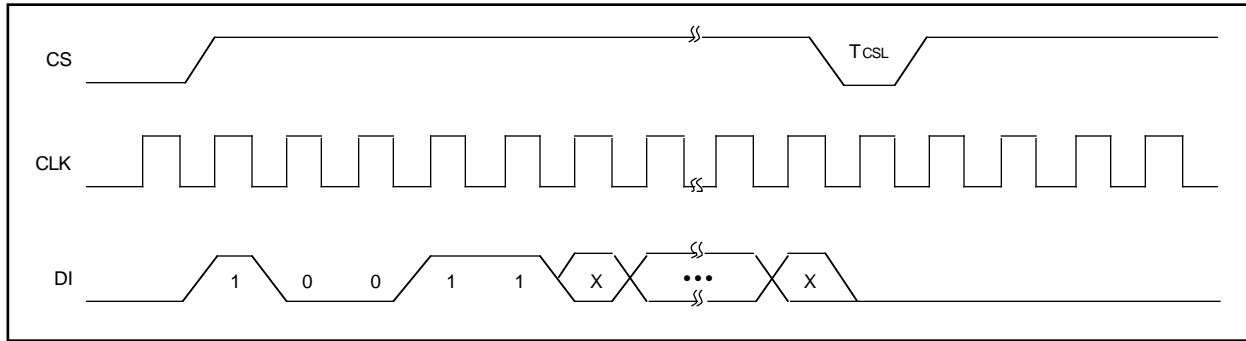 CS
TCSL
CLK
DI 1 0 0 1 1 X ••• X